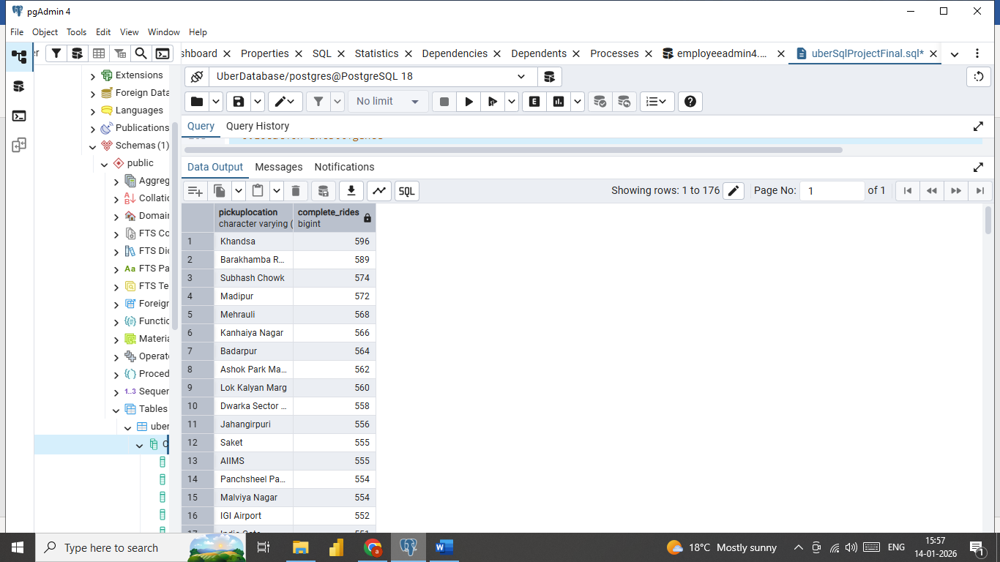 pgAdmin 4
File Object Tools Edit View Window Help
shboard Properties SQL Statistics Dependencies Dependents Processes employeeadmin4.... uberSqlProjectFinal.sql*
UberDatabase/postgres@PostgreSQL 18
No limit
E
Query Query History
Data Output Messages Notifications
SQL Showing rows: 1 to 176 Page No: 1 of 1
Extensions
Foreign Data
Languages
Publications
Schemas (1)
public
Aggreg
Collatic
Domair
FTS Co
FTS Dic
FTS Pa
FTS Te
Foreigr
Functic
Materia
Operat
Proced
1..3 Sequer
Tables
uber
C
pickuplocation complete_rides
character varying ( bigint
1 Khandsa 596
2 Barakhamba R... 589
3 Subhash Chowk 574
4 Madipur 572
5 Mehrauli 568
6 Kanhaiya Nagar 566
7 Badarpur 564
8 Ashok Park Ma... 562
9 Lok Kalyan Marg 560
10 Dwarka Sector ... 558
11 Jahangirpuri 556
12 Saket 555
13 AIIMS 555
14 Panchsheel Pa... 554
15 Malviya Nagar 554
16 IGI Airport 552
Type here to search
18°C Mostly sunny ENG 15:57
14-01-2026
1